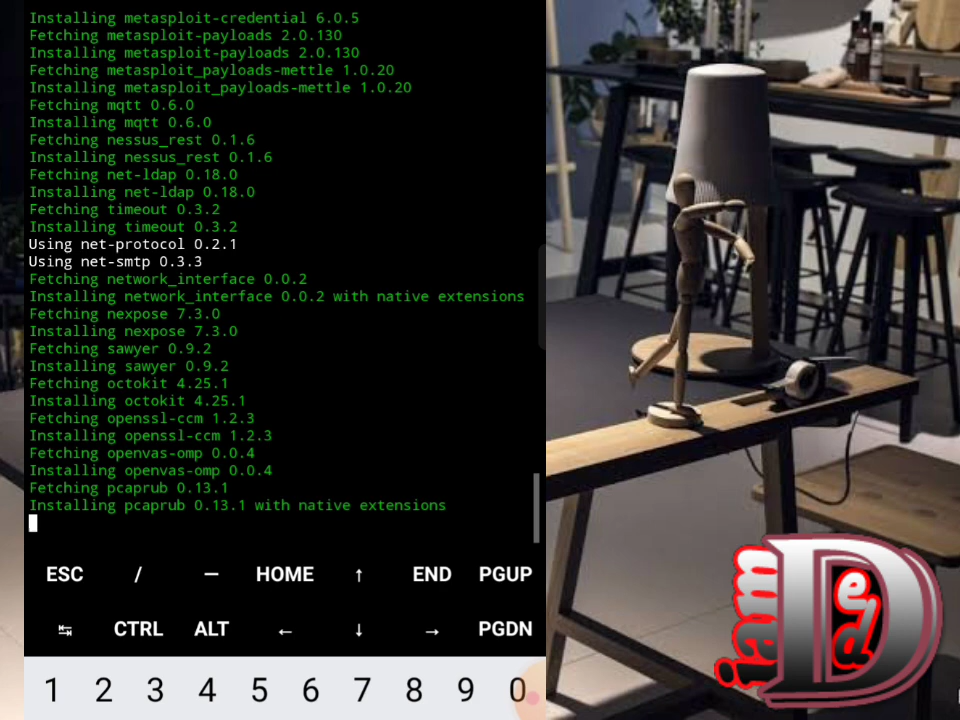 Installing metasploit-credential 6.0.5
Fetching metasploit-payloads 2.0.130
Installing metasploit-payloads 2.0.130
Fetching metasploit_payloads-mettle 1.0.20
Installing metasploit_payloads-mettle 1.0.20
Fetching mqtt 0.6.0
Installing mqtt 0.6.0
Fetching nessus_rest 0.1.6
Installing nessus_rest 0.1.6
Fetching net-ldap 0.18.0
Installing net-ldap 0.18.0
Fetching timeout 0.3.2
Installing timeout 0.3.2
Using net-protocol 0.2.1
Using net-smtp 0.3.3
Fetching network_interface 0.0.2
Installing network_interface 0.0.2 with native extensions
Fetching nexpose 7.3.0
Installing nexpose 7.3.0
Fetching sawyer 0.9.2
Installing sawyer 0.9.2
Fetching octokit 4.25.1
Installing octokit 4.25.1
Fetching openssl-ccm 1.2.3
Installing openssl-ccm 1.2.3
Fetching openvas-omp 0.0.4
Installing openvas-omp 0.0.4
Fetching pcaprub 0.13.1
Installing pcaprub 0.13.1 with native extensions
ESC / — HOME ↑ END PGUP
↹ CTRL ALT ← ↓ → PGDN
1 2 3 4 5 6 7 8 9 0
iam D ed